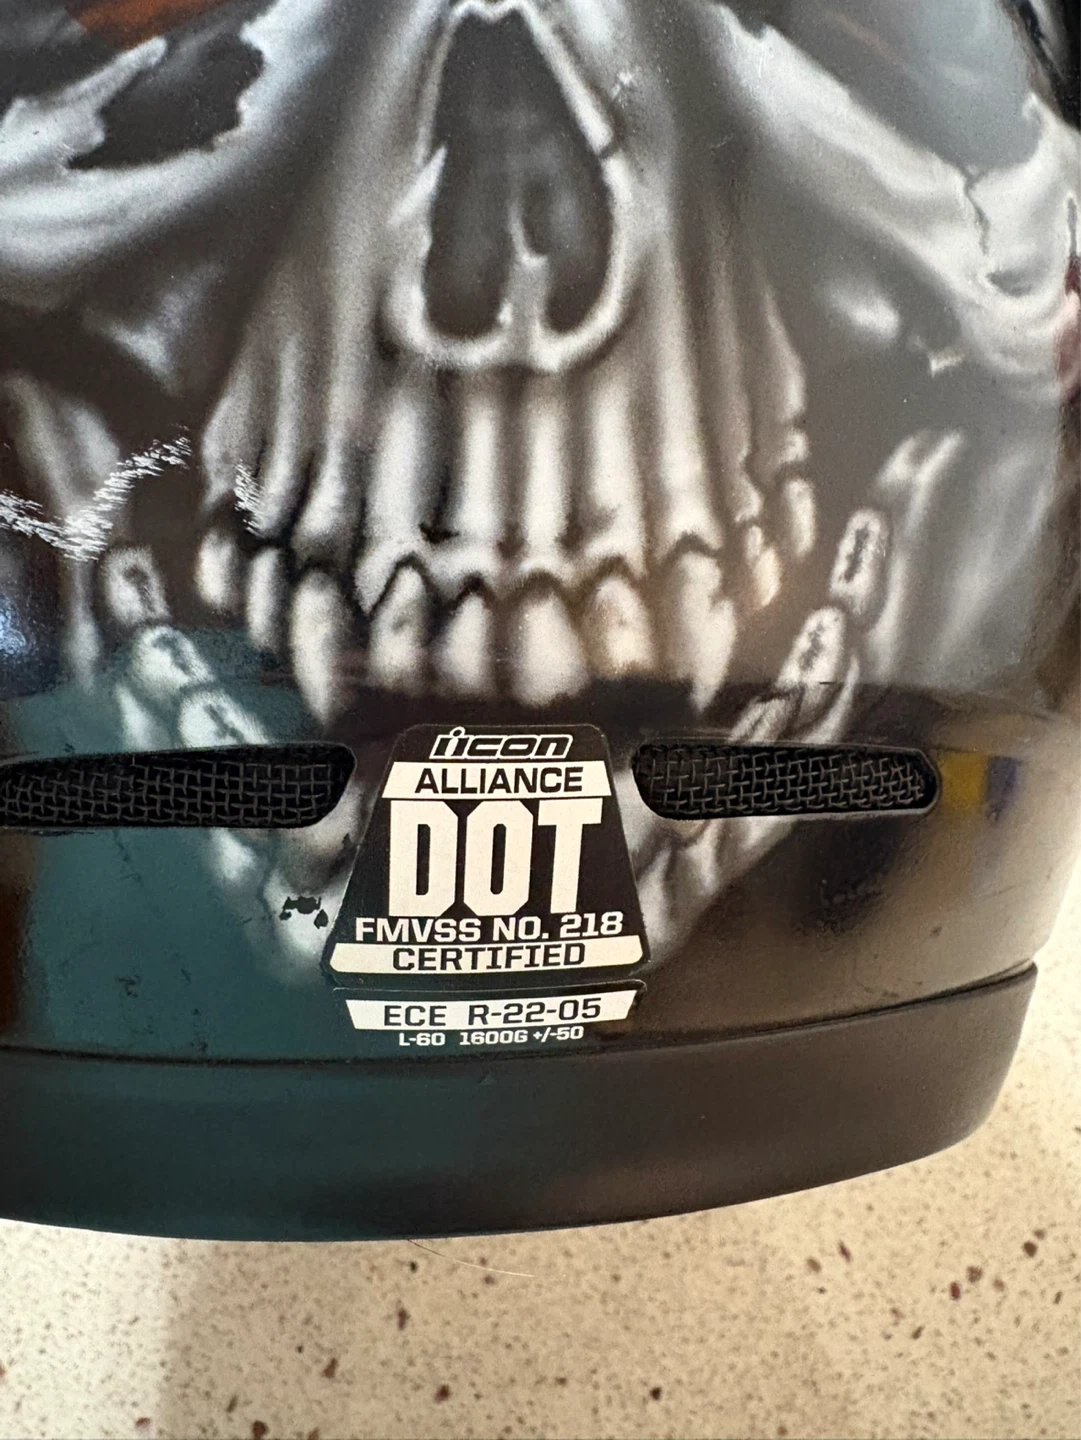 icon
ALLIANCE
DOT
FMVSS NO. 218
CERTIFIED
ECE R-22-05
L-60 1600G +/-50